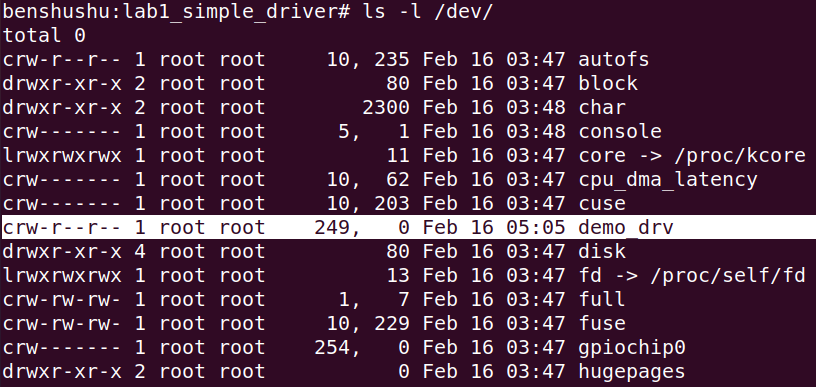 benshushu:lab1_simple_driver# ls -l /dev/
total 0
crw-r--r-- 1 root root     10, 235 Feb 16 03:47 autofs
drwxr-xr-x 2 root root          80 Feb 16 03:47 block
drwxr-xr-x 2 root root        2300 Feb 16 03:48 char
crw------- 1 root root      5,   1 Feb 16 03:48 console
lrwxrwxrwx 1 root root          11 Feb 16 03:47 core -> /proc/kcore
crw------- 1 root root     10,  62 Feb 16 03:47 cpu_dma_latency
crw------- 1 root root     10, 203 Feb 16 03:47 cuse
crw-r--r-- 1 root root    249,   0 Feb 16 05:05 demo_drv
drwxr-xr-x 4 root root          80 Feb 16 03:47 disk
lrwxrwxrwx 1 root root          13 Feb 16 03:47 fd -> /proc/self/fd
crw-rw-rw- 1 root root      1,   7 Feb 16 03:47 full
crw-rw-rw- 1 root root     10, 229 Feb 16 03:47 fuse
crw------- 1 root root    254,   0 Feb 16 03:47 gpiochip0
drwxr-xr-x 2 root root           0 Feb 16 03:47 hugepages